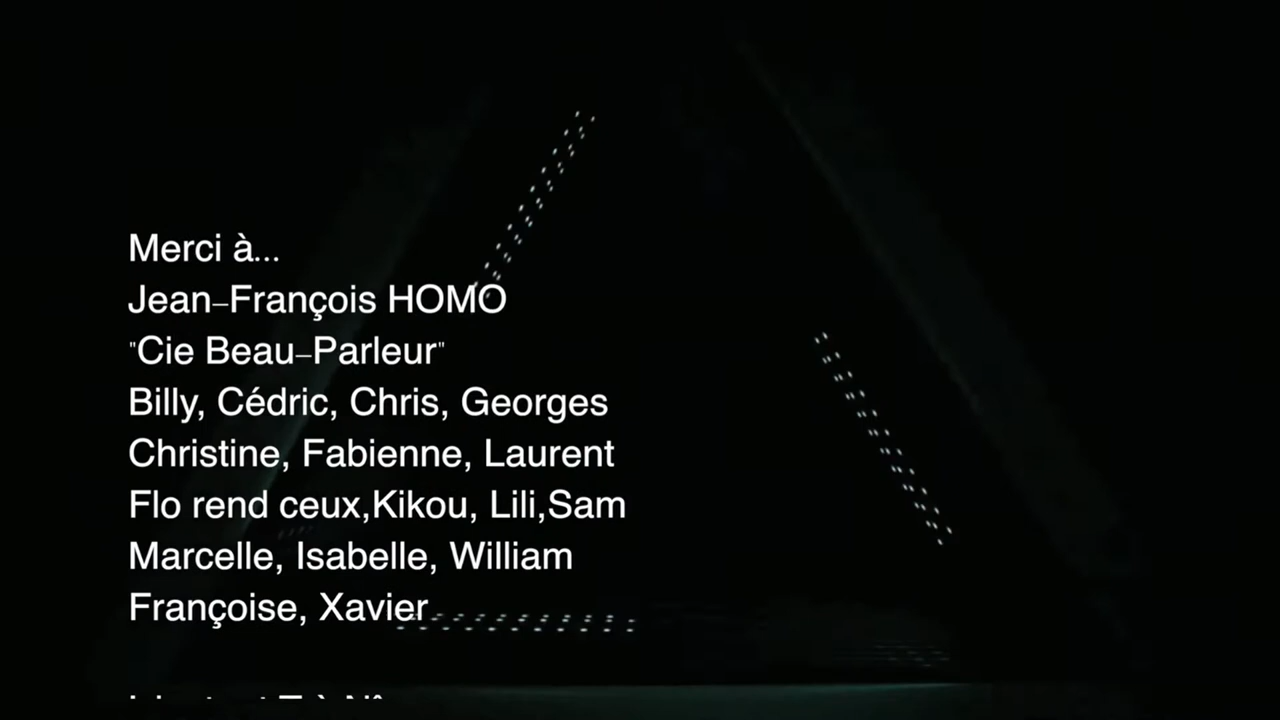 Merci à...
Jean-François HOMO
"Cie Beau-Parleur"
Billy, Cédric, Chris, Georges
Christine, Fabienne, Laurent
Flo rend ceux,Kikou, Lili,Sam
Marcelle, Isabelle, William
Françoise, Xavier